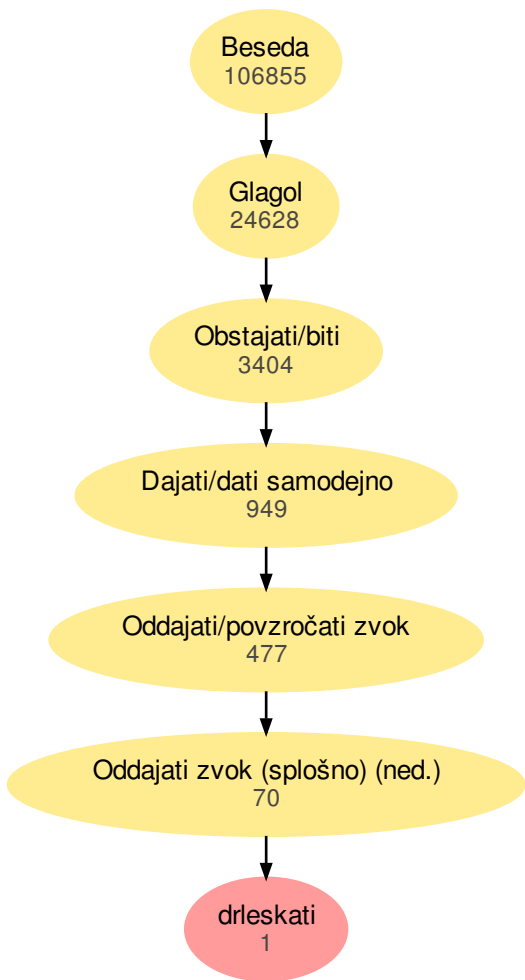 Beseda
106855
Glagol
24628
Obstajati/biti
3404
Dajati/dati samodejno
949
Oddajati/povzročati zvok
477
Oddajati zvok (splošno) (ned.)
70
drleskati
1